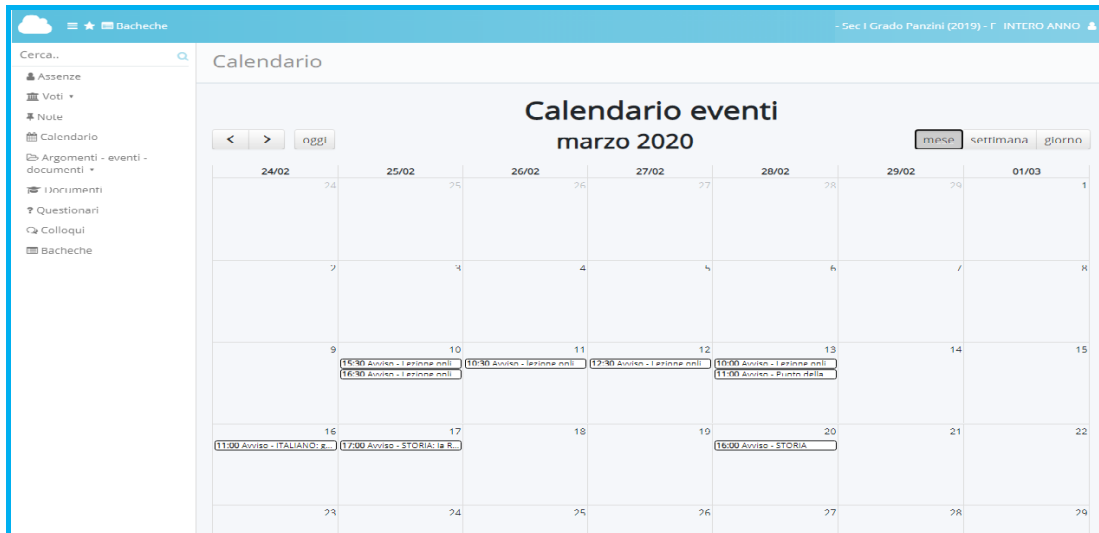 Bacheche
- Sec I Grado Panzini (2019) - INTERO ANNO
Cerca..
Assenze
Voti
Note
Calendario
Argomenti - eventi -
documenti
Documenti
Questionari
Colloqui
Bacheche
Calendario
Calendario eventi
< > oggi
marzo 2020
mese settimana giorno
24/02 25/02 26/02 27/02 28/02 29/02 01/03
24 25 26 27 28 29 1
2 3 4 5 6 7 8
9 10 11 12 13 14 15
15:30 Avviso - Lezione onli 10:30 Avviso - lezione onli 12:30 Avviso - Lezione onli 10:00 Avviso - Lezione onli
16:30 Avviso - Lezione onli 11:00 Avviso - Punto della
16 17 18 19 20 21 22
11:00 Avviso - ITALIANO: g... 17:00 Avviso - STORIA: la R... 16:00 Avviso - STORIA
23 24 25 26 27 28 29